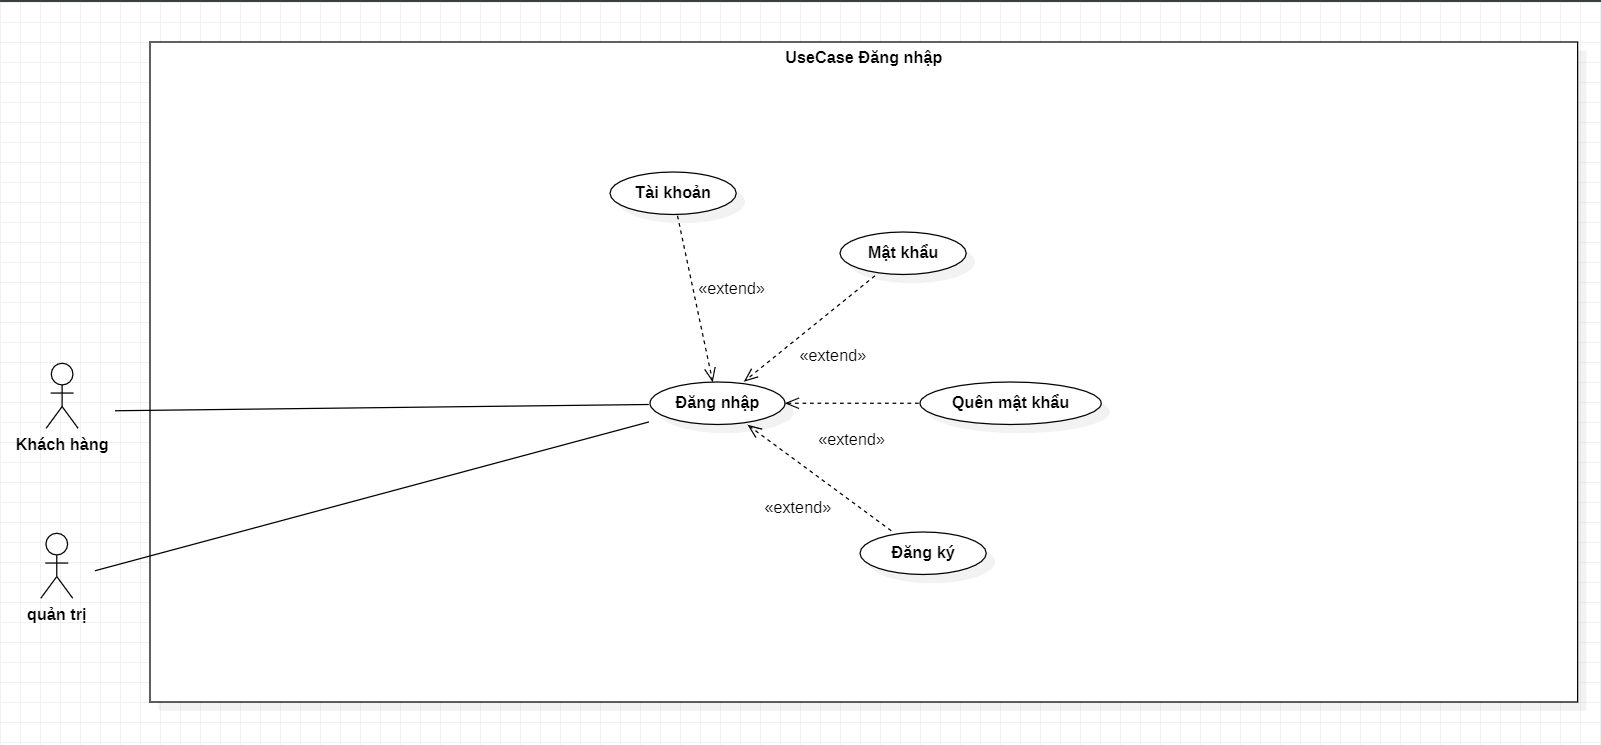 UseCase Đăng nhập
Tài khoản
Mật khẩu
«extend»
«extend»
Đăng nhập
Quên mật khẩu
«extend»
Khách hàng
«extend»
Đăng ký
quản trị